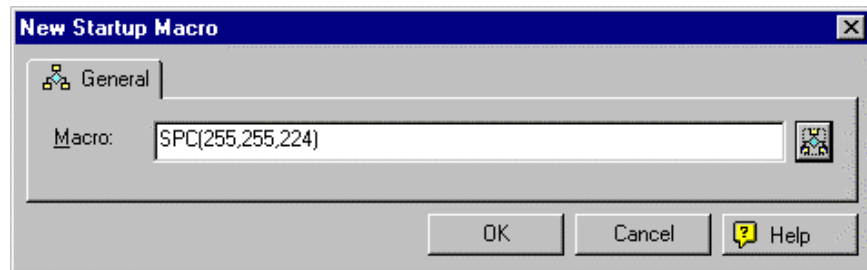 New Startup Macro
General
Macro: SPC(255,255,224)
OK Cancel Help